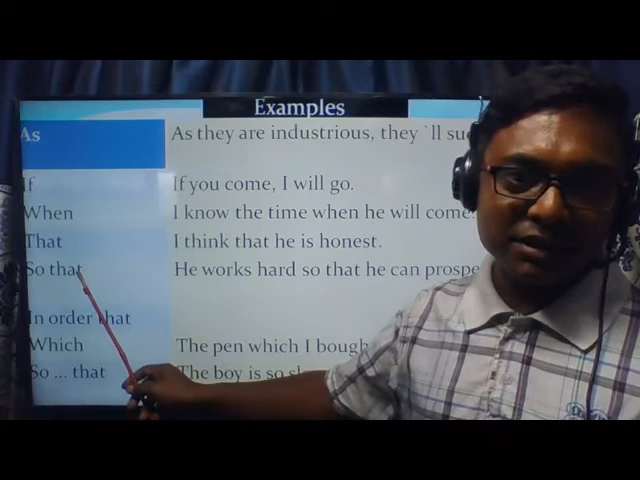 Examples
As As they are industrious, they `ll
If If you come, I will go.
When I know the time when he will come.
That I think that he is honest.
So that He works hard so that he can
In order that
Which The pen which I
So ... that The boy is so